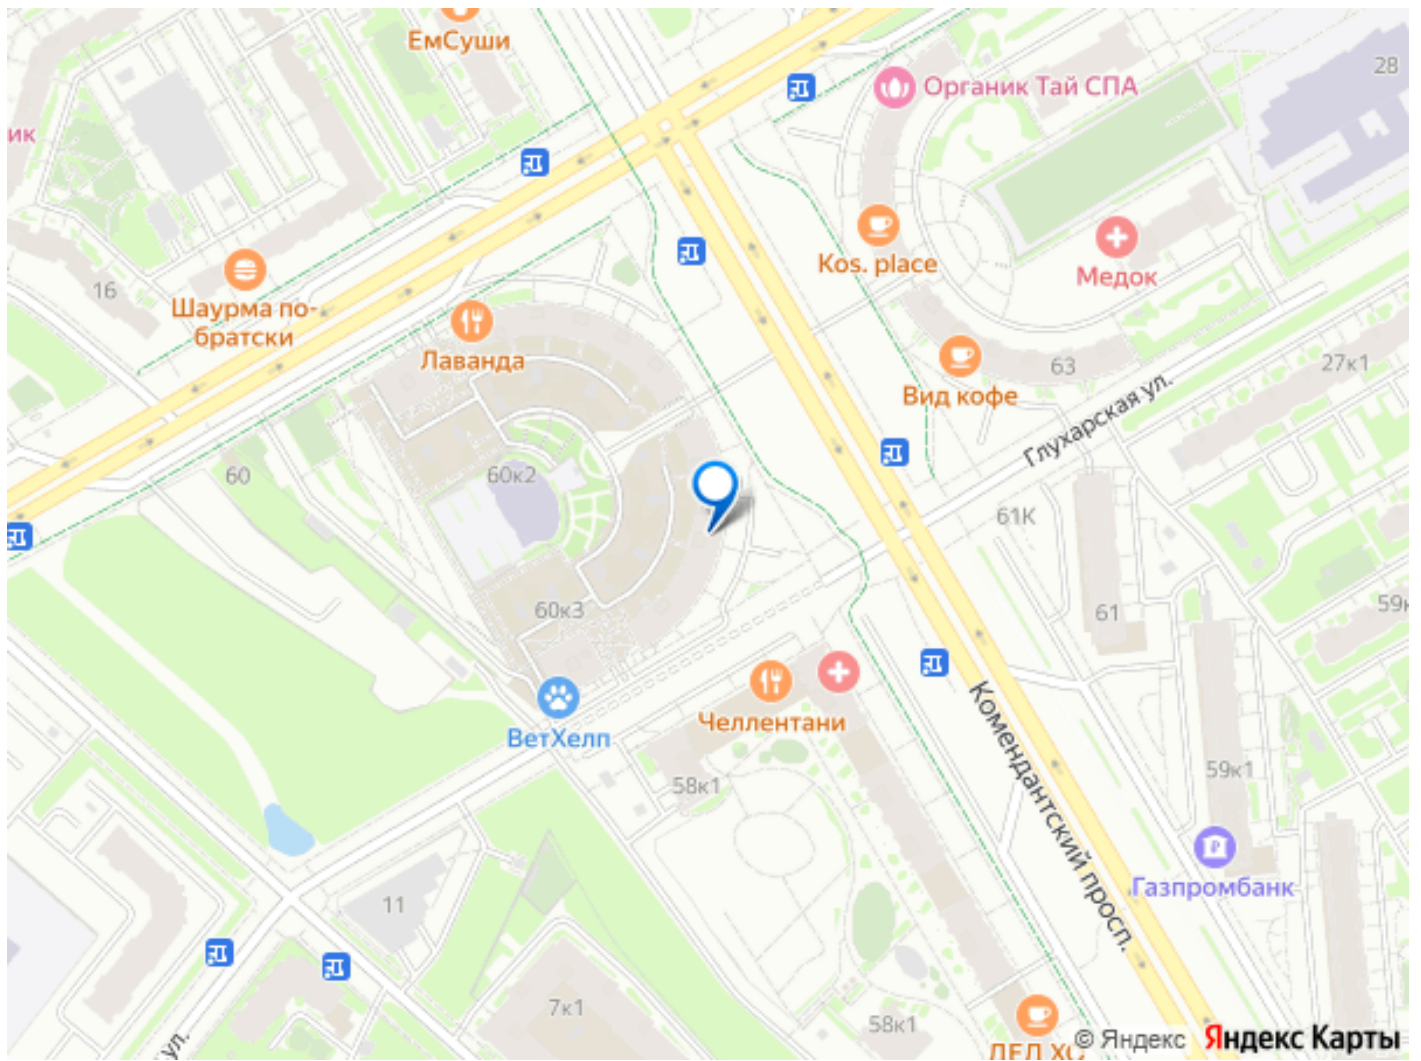 ЕмСуши
28
Органик Тай СПА
ик
Kos. place
Медок
16
Шаурма по-
братски
Лаванда
63
Вид кофе
27к1
Глухарская ул.
60
60к2
61К
60к3
61
59к
Челлентани
ВетХелп
58к1
59к1
Комендантский просп.
Газпромбанк
11
7к1
58к1
ул.
© Яндекс Яндекс Карты